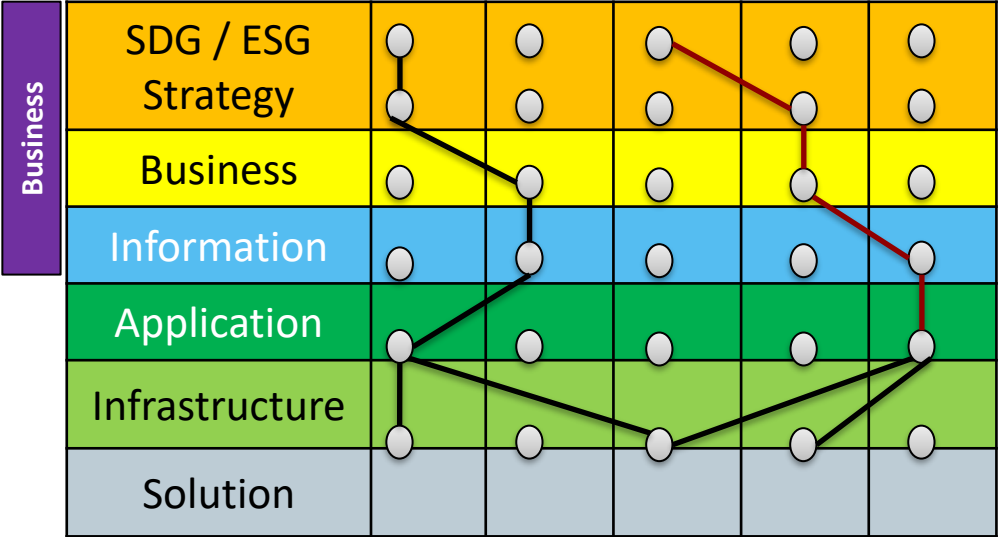 Business
SDG / ESG
Strategy
Business
Information
Application
Infrastructure
Solution